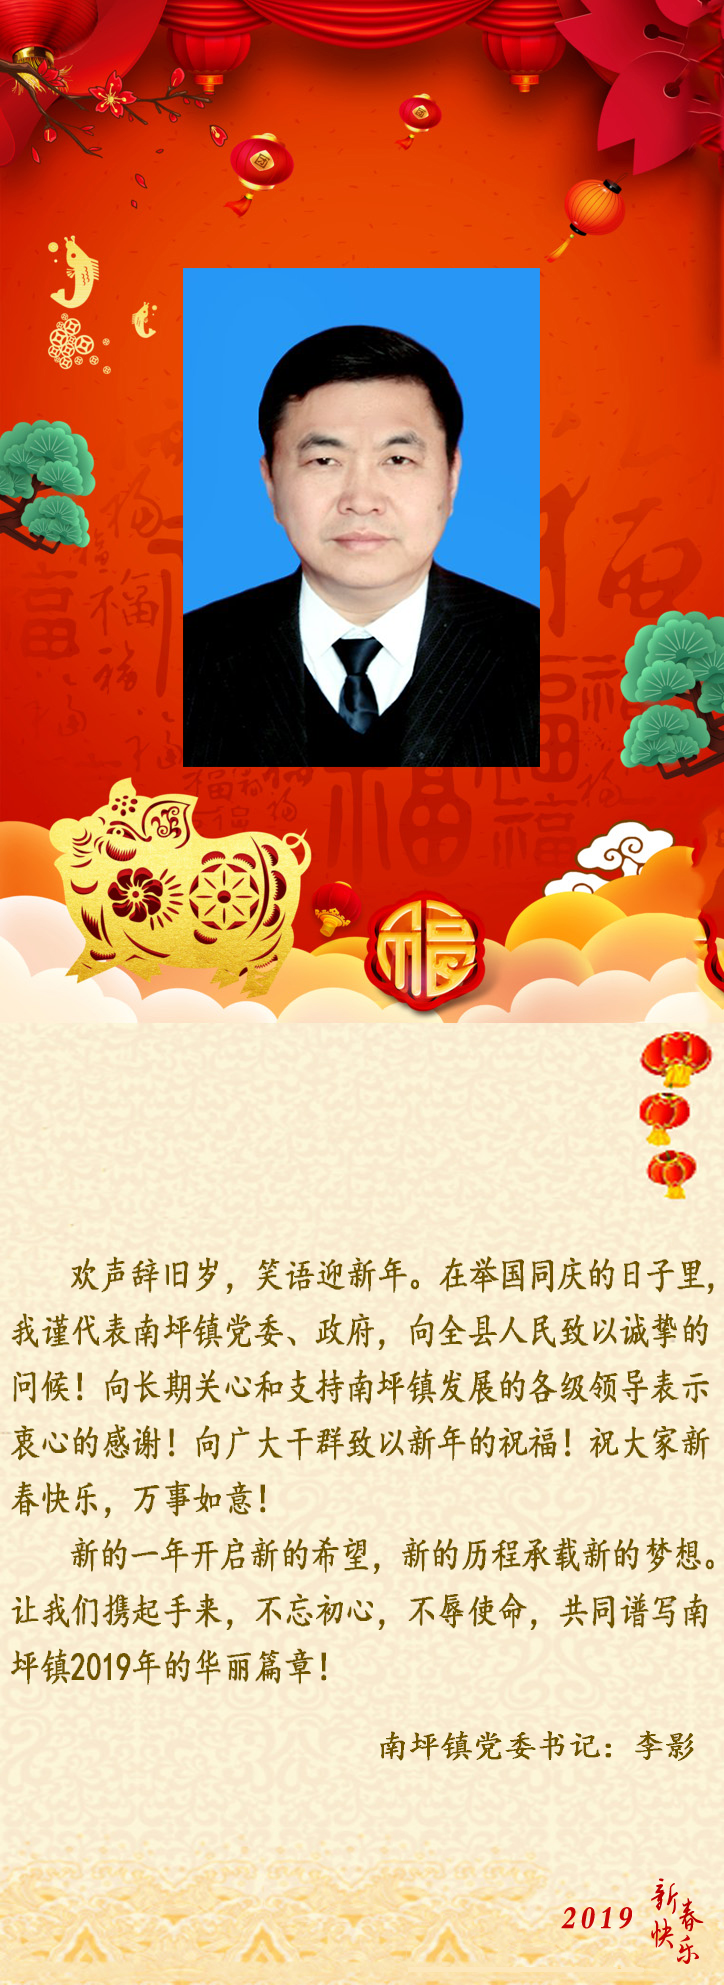 福
欢声辞旧岁，笑语迎新年。在举国同庆的日子里，
我谨代表南坪镇党委、政府，向全县人民致以诚挚的
问候！向长期关心和支持南坪镇发展的各级领导表示
衷心的感谢！向广大干群致以新年的祝福！祝大家新
春快乐，万事如意！
新的一年开启新的希望，新的历程承载新的梦想。
让我们携起手来，不忘初心，不辱使命，共同谱写南
坪镇2019年的华丽篇章！
南坪镇党委书记：李影
2019
新春快乐